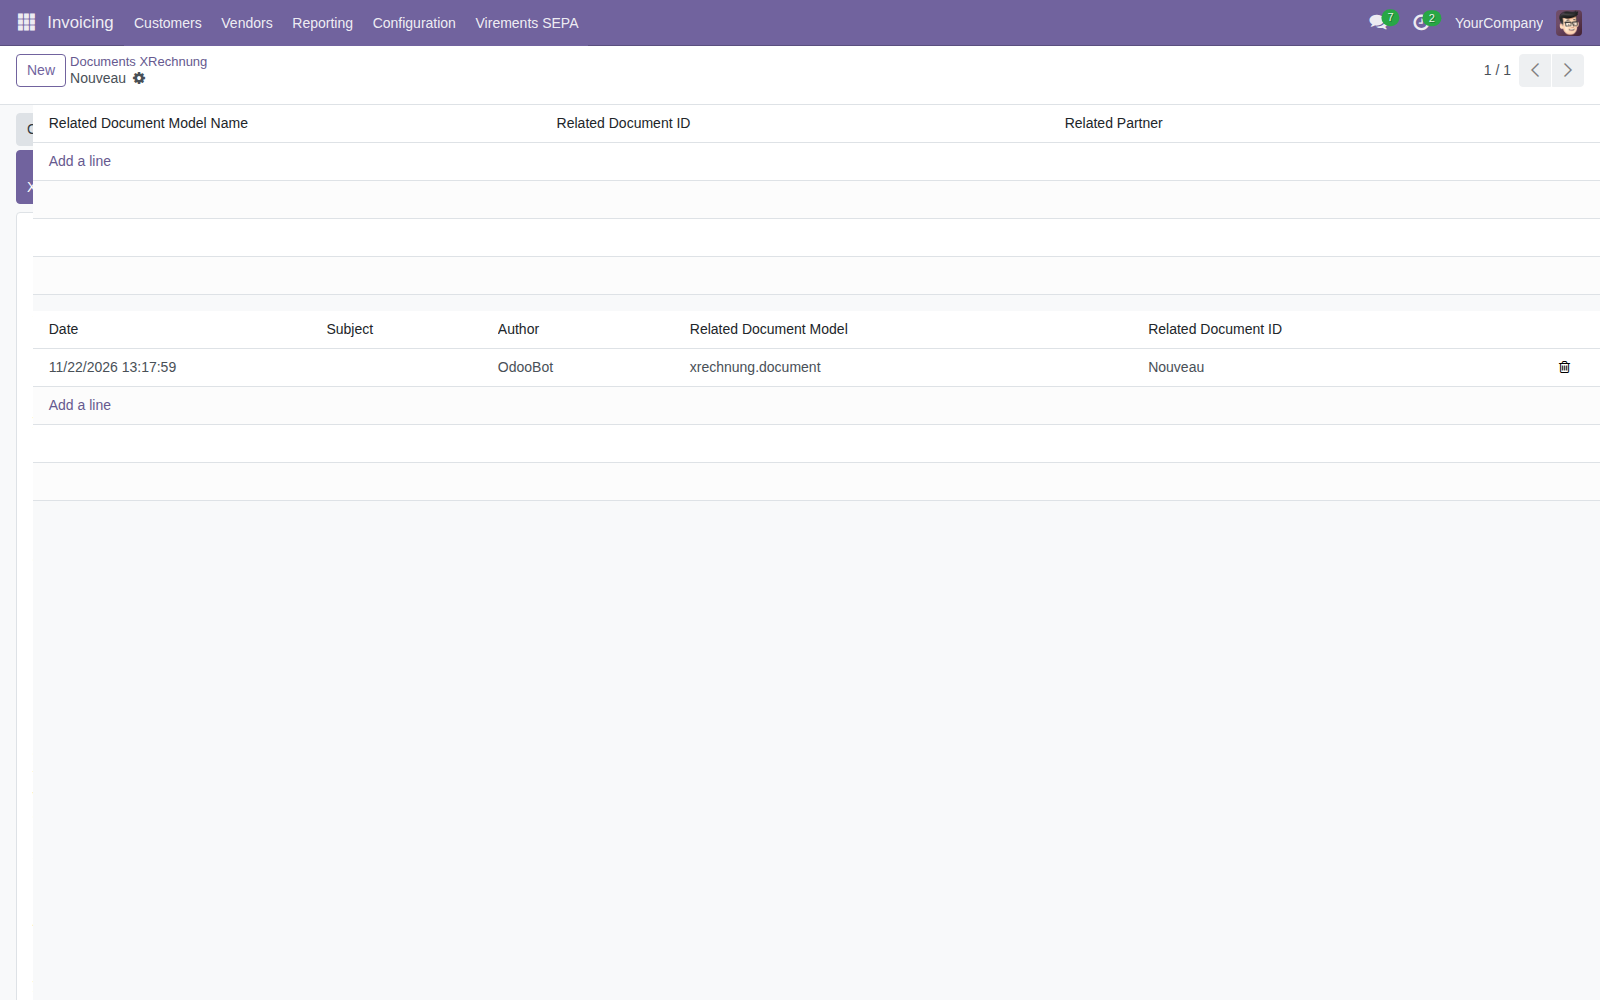 Invoicing Customers Vendors Reporting Configuration Virements SEPA 7 2 YourCompany
New Documents XRechnung
Nouveau 1 / 1
Related Document Model Name Related Document ID Related Partner
Add a line
X
Date Subject Author Related Document Model Related Document ID
11/22/2026 13:17:59 OdooBot xrechnung.document Nouveau
Add a line